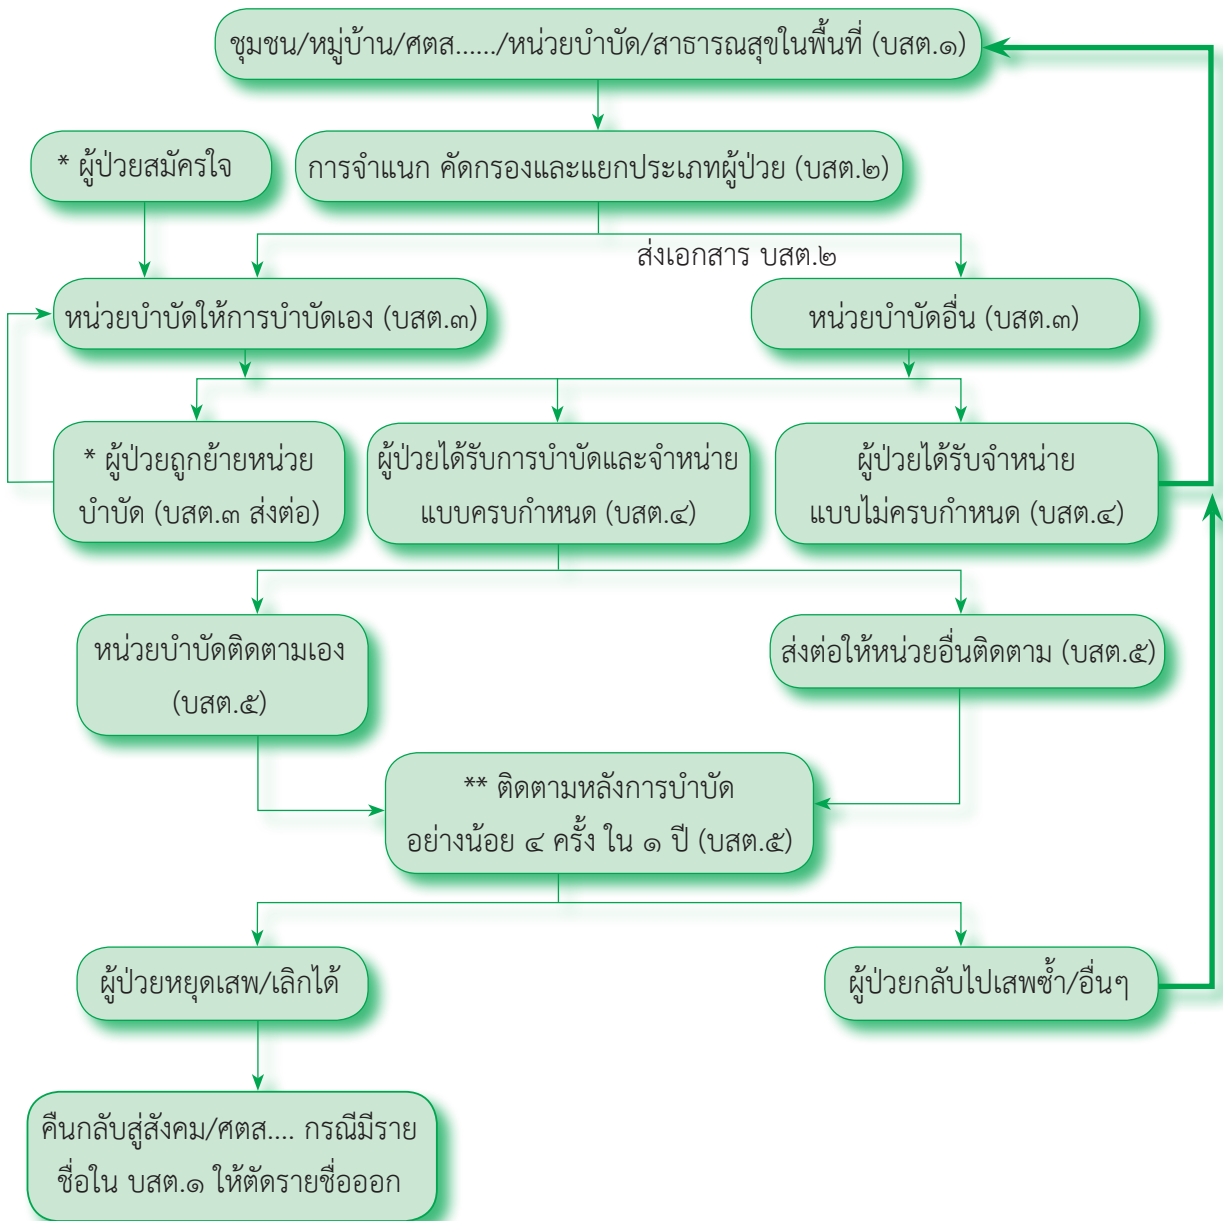 ชุมชน/หมู่บ้าน/ศตส....../หน่วยบำบัด/สาธารณสุขในพื้นที่ (บสต.๑)
* ผู้ป่วยสมัครใจ
การจำแนก คัดกรองและแยกประเภทผู้ป่วย (บสต.๒)
ส่งเอกสาร บสต.๒
หน่วยบำบัดให้การบำบัดเอง (บสต.๓)
หน่วยบำบัดอื่น (บสต.๓)
* ผู้ป่วยถูกย้ายหน่วย
บำบัด (บสต.๓ ส่งต่อ)
ผู้ป่วยได้รับการบำบัดและจำหน่าย
แบบครบกำหนด (บสต.๔)
ผู้ป่วยได้รับจำหน่าย
แบบไม่ครบกำหนด (บสต.๔)
หน่วยบำบัดติดตามเอง
(บสต.๕)
ส่งต่อให้หน่วยอื่นติดตาม (บสต.๕)
** ติดตามหลังการบำบัด
อย่างน้อย ๔ ครั้ง ใน ๑ ปี (บสต.๕)
ผู้ป่วยหยุดเสพ/เลิกได้
ผู้ป่วยกลับไปเสพซ้ำ/อื่นๆ
คืนกลับสู่สังคม/ศตส.... กรณีมีราย
ชื่อใน บสต.๑ ให้ตัดรายชื่อออก